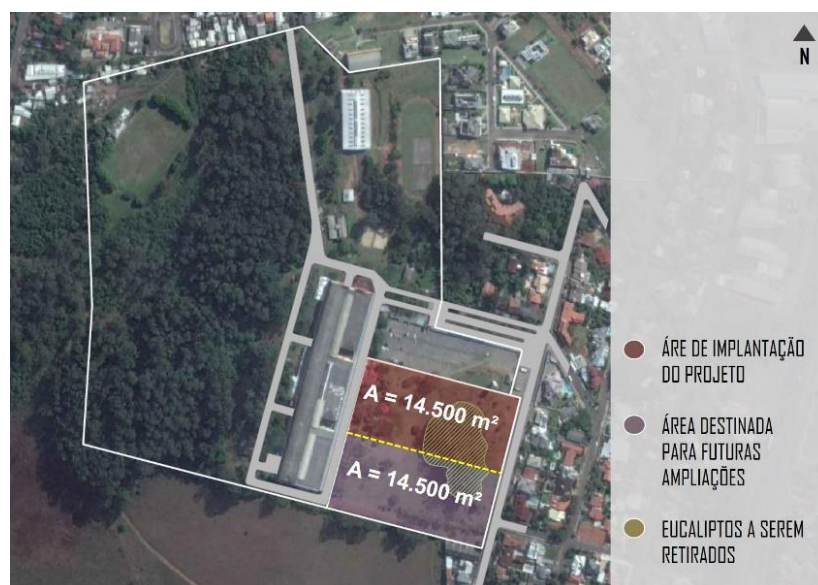 N
A = 14.500 m²
A = 14.500 m²
ÁRE DE IMPLANTAÇÃO
DO PROJETO
ÁREA DESTINADA
PARA FUTURAS
AMPLIAÇÕES
EUCALIPTOS A SEREM
RETIRADOS